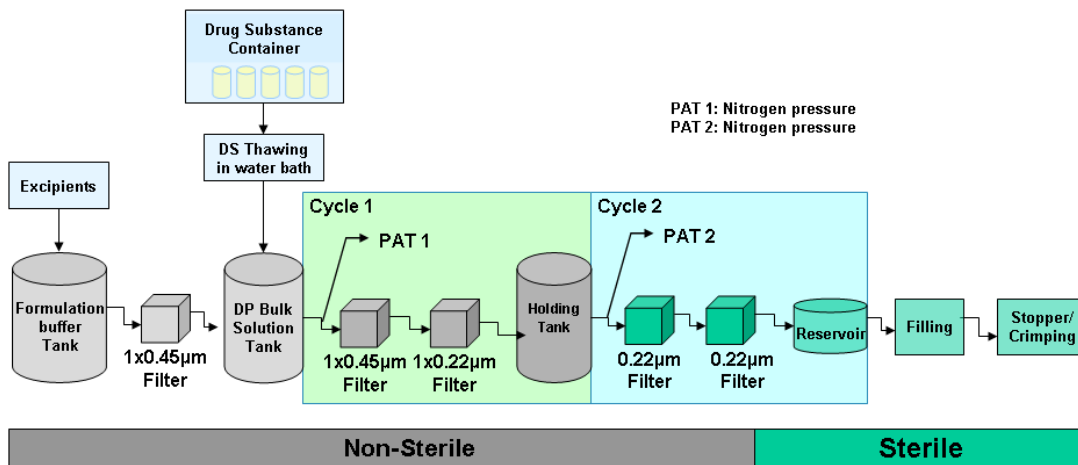 Drug Substance
Container
PAT 1: Nitrogen pressure
PAT 2: Nitrogen pressure
DS Thawing
in water bath
Excipients
Cycle 1
Cycle 2
PAT 1
PAT 2
Formulation
buffer
Tank
1x0.45µm
Filter
DP Bulk
Solution
Tank
1x0.45µm
Filter
1x0.22µm
Filter
Holding
Tank
0.22µm
Filter
0.22µm
Filter
Reservoir
Filling
Stopper/
Crimping
Non-Sterile
Sterile